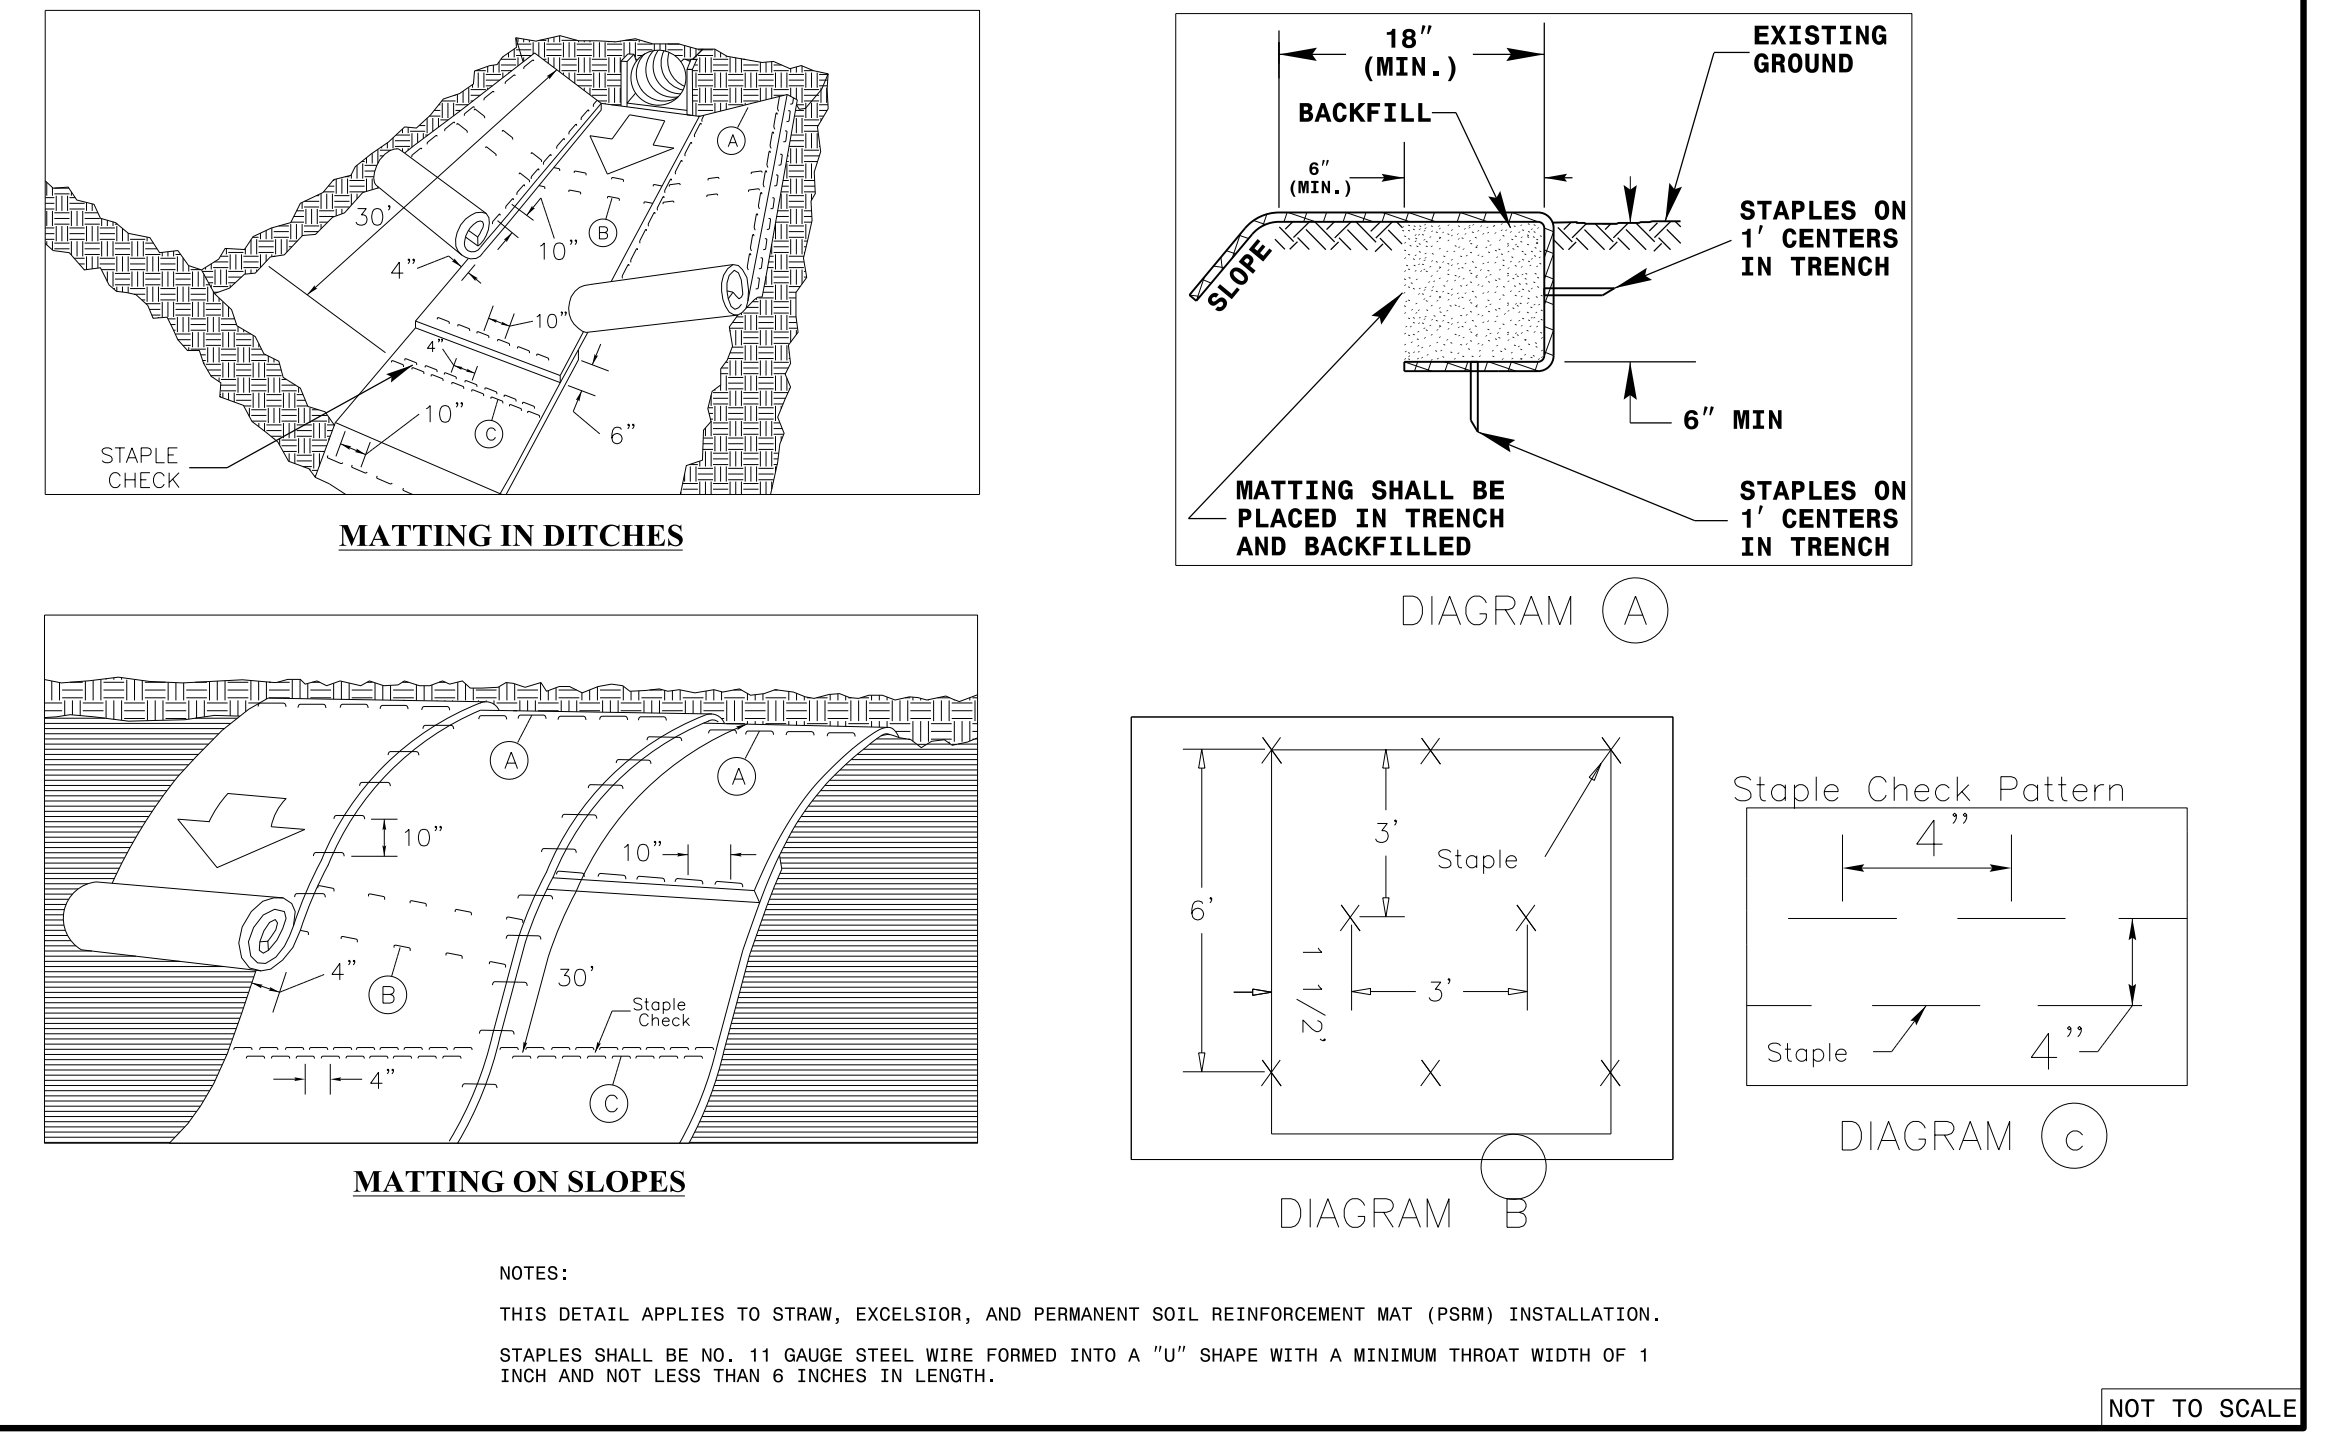 30'
4”
10”
10”
4”
10”
6”
A
B
C
STAPLE
CHECK
MATTING IN DITCHES
18"
(MIN.)
EXISTING
GROUND
BACKFILL
6"
(MIN.)
STAPLES ON
1' CENTERS
IN TRENCH
SLOPE
6" MIN
MATTING SHALL BE
PLACED IN TRENCH
AND BACKFILLED
STAPLES ON
1' CENTERS
IN TRENCH
DIAGRAM A
A
A
10”
10”
4”
B
30'
Staple
Check
4”
C
MATTING ON SLOPES
3'
Staple
6'
1 1/2'
3'
DIAGRAM B
Staple Check Pattern
4”
Staple
4”
DIAGRAM c
NOTES:
THIS DETAIL APPLIES TO STRAW, EXCELSIOR, AND PERMANENT SOIL REINFORCEMENT MAT (PSRM) INSTALLATION.
STAPLES SHALL BE NO. 11 GAUGE STEEL WIRE FORMED INTO A "U" SHAPE WITH A MINIMUM THROAT WIDTH OF 1
INCH AND NOT LESS THAN 6 INCHES IN LENGTH.
NOT TO SCALE